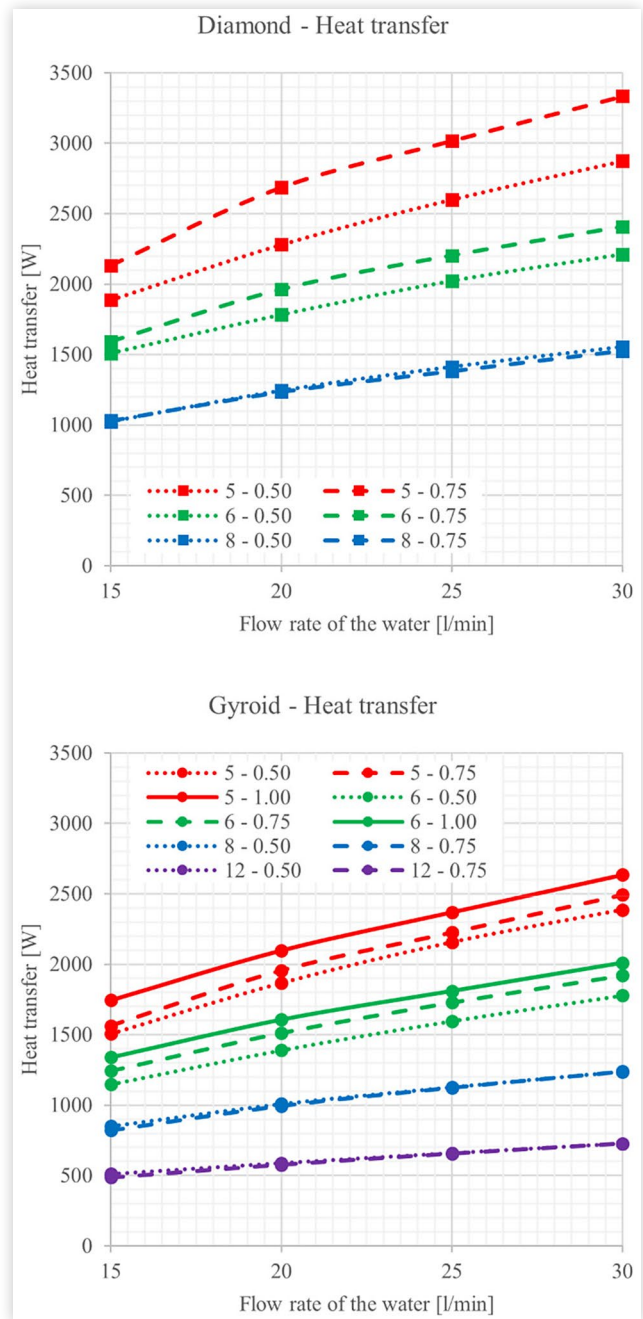 Diamond - Heat transfer
3500
3000
2500
2000
1500
1000
500
0
Heat transfer [W]
5 - 0.50 5 - 0.75
6 - 0.50 6 - 0.75
8 - 0.50 8 - 0.75
15 20 25 30
Flow rate of the water [l/min]
Gyroid - Heat transfer
3500
3000
2500
2000
1500
1000
500
0
Heat transfer [W]
5 - 0.50 5 - 0.75
5 - 1.00 6 - 0.50
6 - 0.75 6 - 1.00
8 - 0.50 8 - 0.75
12 - 0.50 12 - 0.75
15 20 25 30
Flow rate of the water [l/min]